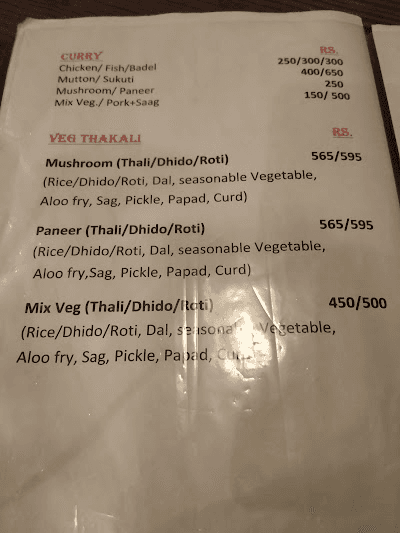 CURRY RS.
Chicken/ Fish/Badel 250/300/300
Mutton/ Sukuti 400/650
Mushroom/ Paneer 250
Mix Veg./ Pork+Saag 150/ 500
VEG THAKALI RS.
Mushroom (Thali/Dhido/Roti) 565/595
(Rice/Dhido/Roti, Dal, seasonable Vegetable,
Aloo fry, Sag, Pickle, Papad, Curd)
Paneer (Thali/Dhido/Roti) 565/595
(Rice/Dhido/Roti, Dal, seasonable Vegetable,
Aloo fry,Sag, Pickle, Papad, Curd)
Mix Veg (Thali/Dhido/Roti) 450/500
(Rice/Dhido/Roti, Dal, seasonable Vegetable,
Aloo fry, Sag, Pickle, Papad, Curd)